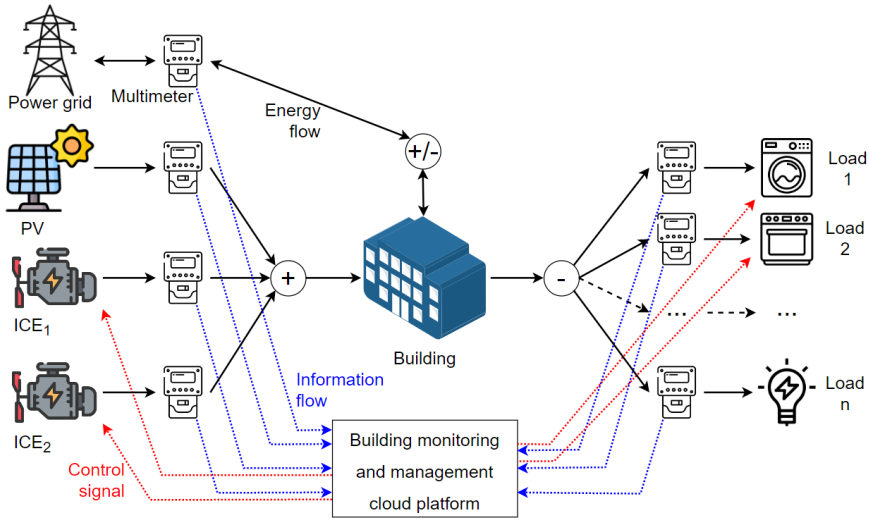 Power grid
Multimeter
Energy
flow
+/-
PV
Load
1
Load
2
ICE₁
+
-
...
...
Building
ICE₂
Information
flow
Load
n
Control
signal
Building monitoring
and management
cloud platform